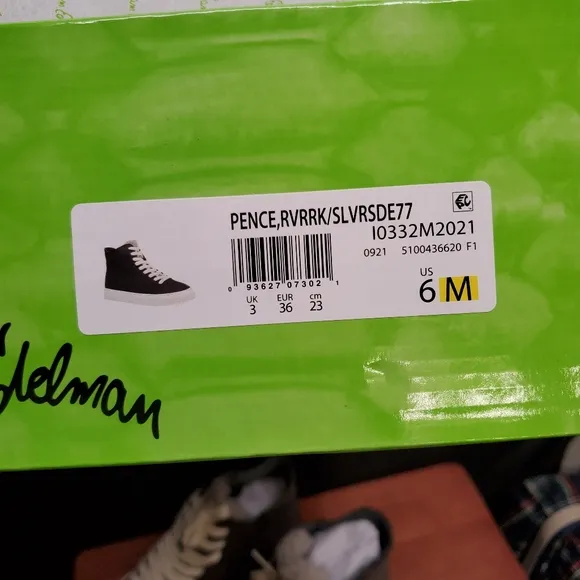 PENCE,RVRRK/SLVRSDE77
I0332M2021
0921 5100436620 F1
0 93627 07302 1
UK EUR cm
3 36 23
US
6 M
Edelman